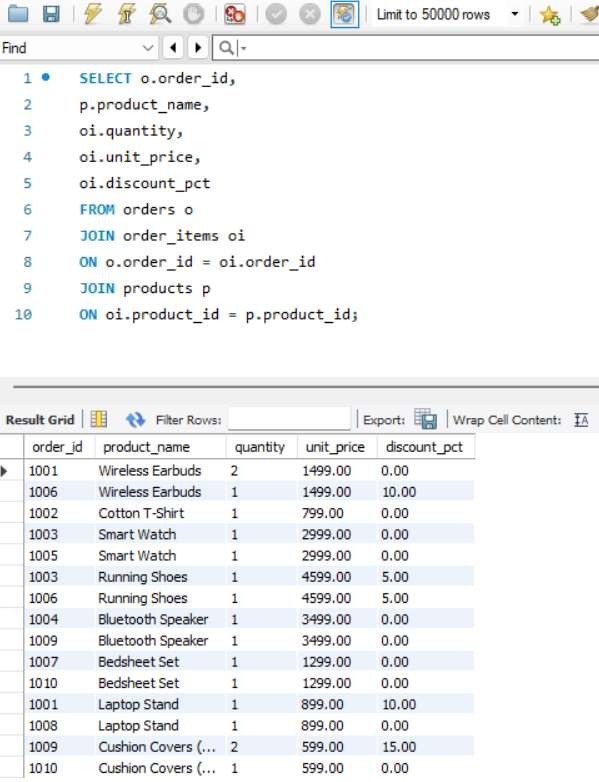 Limit to 50000 rows
Find
1 SELECT o.order_id,
2 p.product_name,
3 oi.quantity,
4 oi.unit_price,
5 oi.discount_pct
6 FROM orders o
7 JOIN order_items oi
8 ON o.order_id = oi.order_id
9 JOIN products p
10 ON oi.product_id = p.product_id;
Result Grid Filter Rows: Export: Wrap Cell Content: IA
order_id product_name quantity unit_price discount_pct
1001 Wireless Earbuds 2 1499.00 0.00
1006 Wireless Earbuds 1 1499.00 10.00
1002 Cotton T-Shirt 1 799.00 0.00
1003 Smart Watch 1 2999.00 0.00
1005 Smart Watch 1 2999.00 0.00
1003 Running Shoes 1 4599.00 5.00
1006 Running Shoes 1 4599.00 5.00
1004 Bluetooth Speaker 1 3499.00 0.00
1009 Bluetooth Speaker 1 3499.00 0.00
1007 Bedsheet Set 1 1299.00 0.00
1010 Bedsheet Set 1 1299.00 0.00
1001 Laptop Stand 1 899.00 10.00
1008 Laptop Stand 1 899.00 0.00
1009 Cushion Covers (... 2 599.00 15.00
1010 Cushion Covers (... 1 599.00 0.00